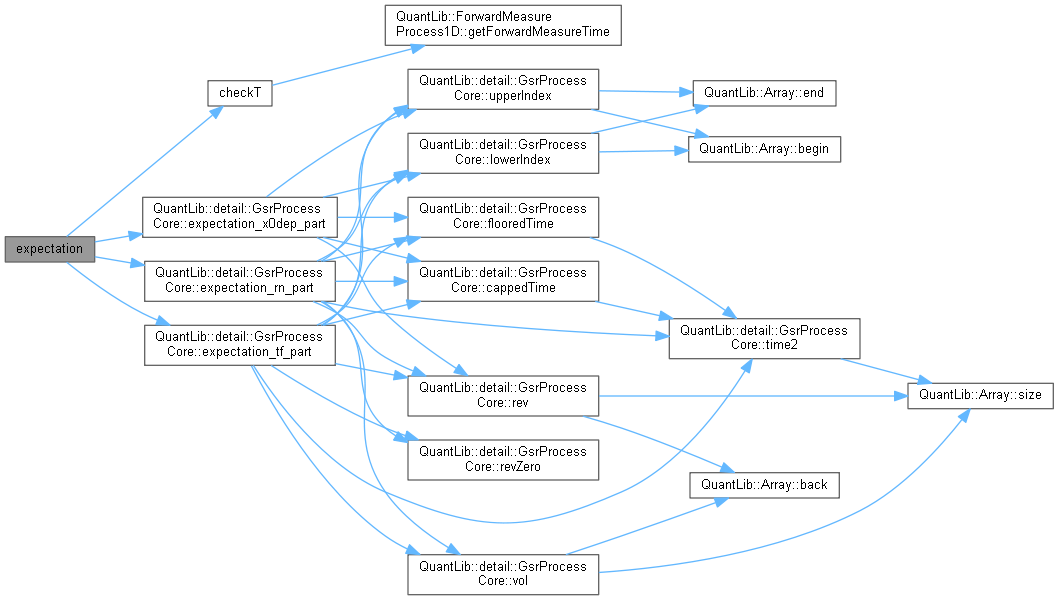 expectation
checkT
QuantLib::detail::GsrProcess
Core::expectation_x0dep_part
QuantLib::detail::GsrProcess
Core::expectation_rn_part
QuantLib::detail::GsrProcess
Core::expectation_tf_part
QuantLib::ForwardMeasure
Process1D::getForwardMeasureTime
QuantLib::detail::GsrProcess
Core::upperIndex
QuantLib::detail::GsrProcess
Core::lowerIndex
QuantLib::detail::GsrProcess
Core::flooredTime
QuantLib::detail::GsrProcess
Core::cappedTime
QuantLib::detail::GsrProcess
Core::rev
QuantLib::detail::GsrProcess
Core::revZero
QuantLib::detail::GsrProcess
Core::vol
QuantLib::Array::end
QuantLib::Array::begin
QuantLib::detail::GsrProcess
Core::time2
QuantLib::Array::back
QuantLib::Array::size